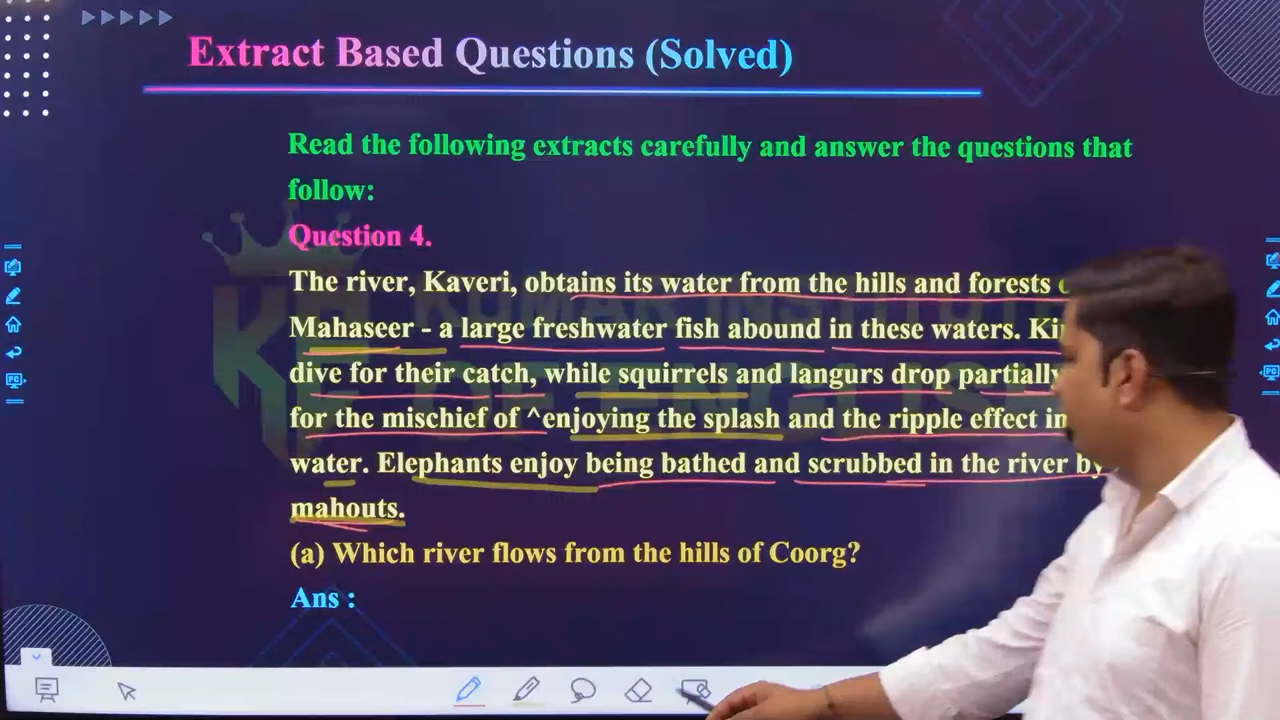 Extract Based Questions (Solved)
Read the following extracts carefully and answer the questions that
follow:
Question 4.
The river, Kaveri, obtains its water from the hills and forests
Mahaseer - a large freshwater fish abound in these waters.
dive for their catch, while squirrels and langurs drop partially
for the mischief of ^enjoying the splash and the ripple effect in
water. Elephants enjoy being bathed and scrubbed in the river by
mahouts.
(a) Which river flows from the hills of Coorg?
Ans :